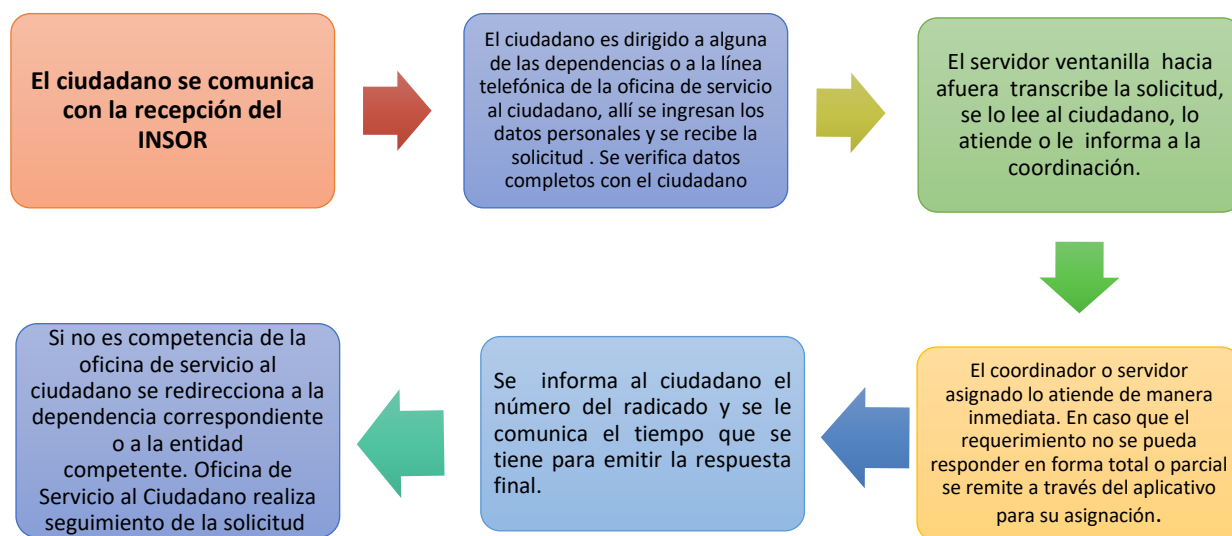 El ciudadano se comunica
con la recepción del
INSOR
El ciudadano es dirigido a alguna
de las dependencias o a la línea
telefónica de la oficina de servicio
al ciudadano, allí se ingresan los
datos personales y se recibe la
solicitud . Se verifica datos
completos con el ciudadano
El servidor ventanilla hacia
afuera transcribe la solicitud,
se lo lee al ciudadano, lo
atiende o le informa a la
coordinación.
El coordinador o servidor
asignado lo atiende de manera
inmediata. En caso que el
requerimiento no se pueda
responder en forma total o parcial
se remite a través del aplicativo
para su asignación.
Se informa al ciudadano el
número del radicado y se le
comunica el tiempo que se
tiene para emitir la respuesta
final.
Si no es competencia de la
oficina de servicio al
ciudadano se redirecciona a la
dependencia correspondiente
o a la entidad
competente. Oficina de
Servicio al Ciudadano realiza
seguimiento de la solicitud